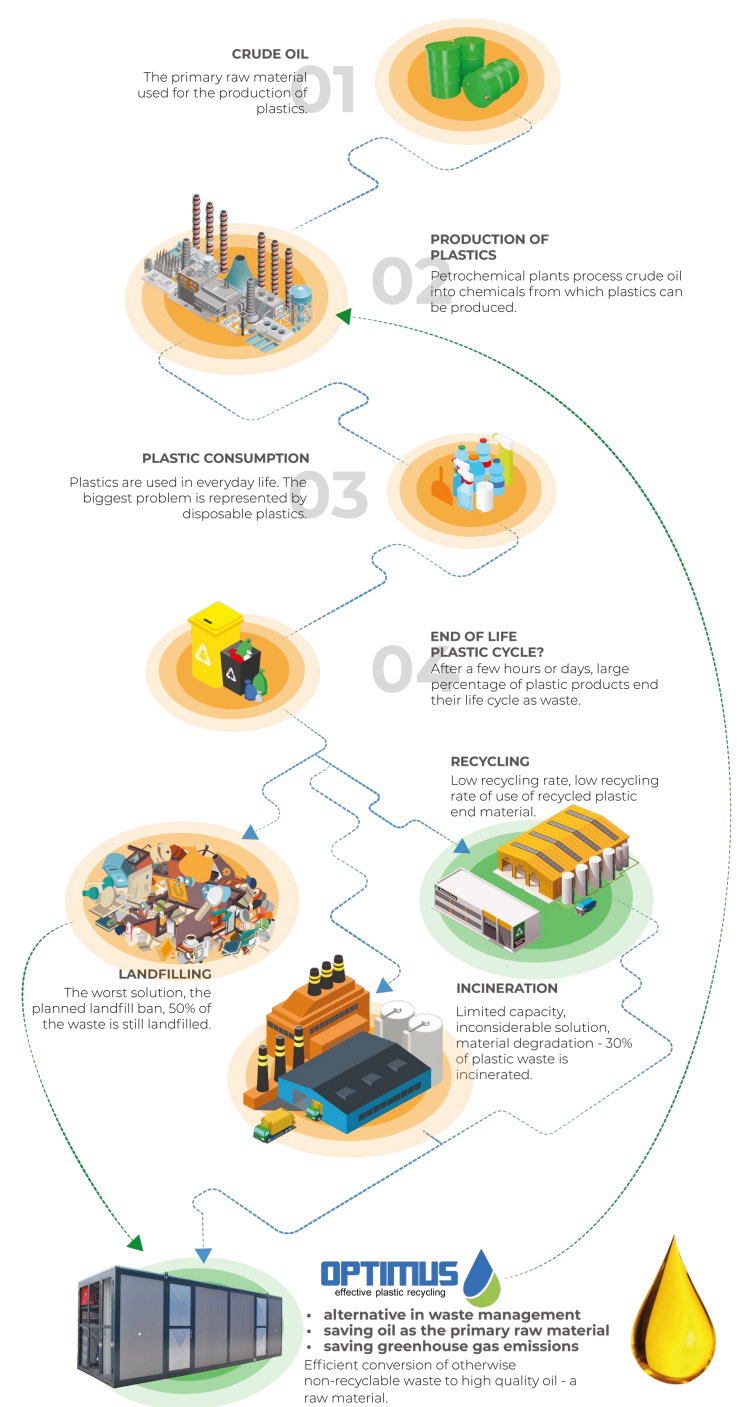 CRUDE OIL
01
The primary raw material
used for the production of
plastics.
PRODUCTION OF
PLASTICS
02
Petrochemical plants process crude oil
into chemicals from which plastics can
be produced.
PLASTIC CONSUMPTION
03
Plastics are used in everyday life. The
biggest problem is represented by
disposable plastics.
END OF LIFE
PLASTIC CYCLE?
04
After a few hours or days, large
percentage of plastic products end
their life cycle as waste.
RECYCLING
Low recycling rate, low recycling
rate of use of recycled plastic
end material.
LANDFILLING
The worst solution, the
planned landfill ban, 50% of
the waste is still landfilled.
INCINERATION
Limited capacity,
inconsiderable solution,
material degradation - 30%
of plastic waste is
incinerated.
OPTIMUS
effective plastic recycling
• alternative in waste management
• saving oil as the primary raw material
• saving greenhouse gas emissions
Efficient conversion of otherwise
non-recyclable waste to high quality oil - a
raw material.